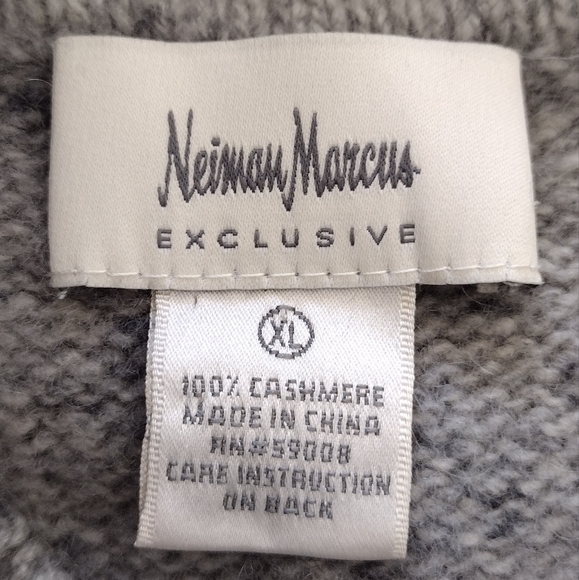 Neiman Marcus
EXCLUSIVE
XL
100% CASHMERE
MADE IN CHINA
RN#59008
CARE INSTRUCTION
ON BACK